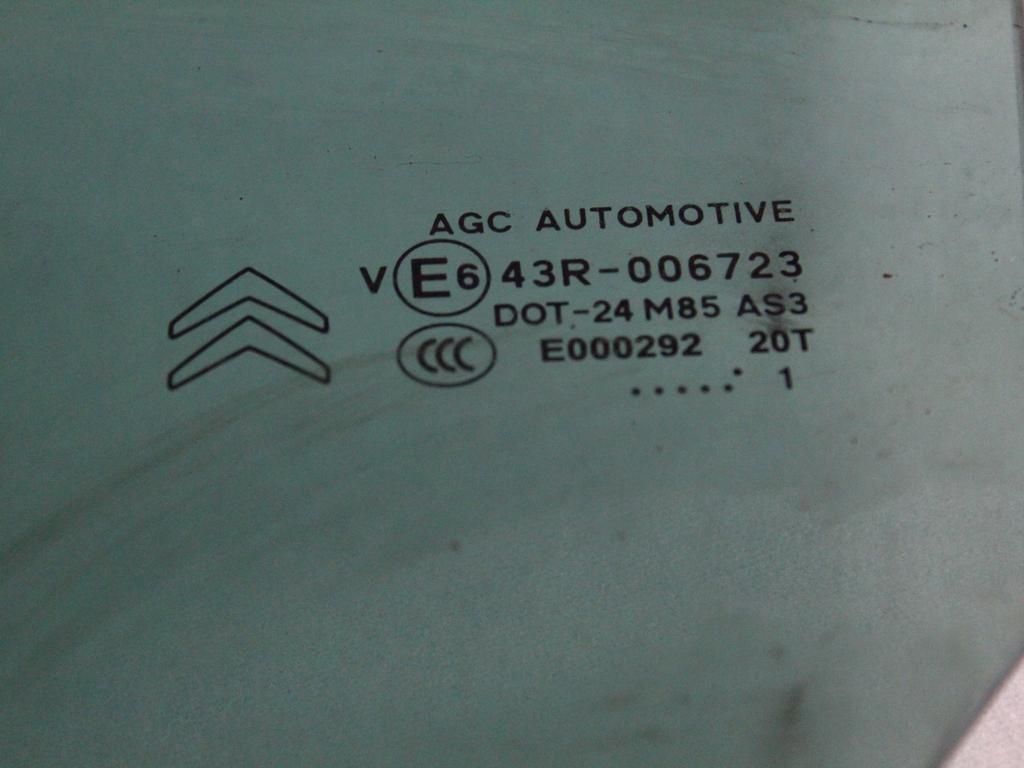 AGC AUTOMOTIVE
V E6 43R-006723
DOT-24 M85 AS3
CCC E000292 20T
...... 1